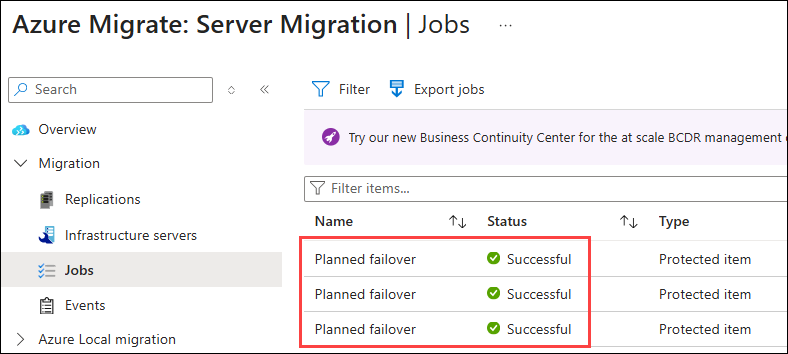 Azure Migrate: Server Migration | Jobs ...
Search
Overview
Migration
Replications
Infrastructure servers
Jobs
Events
Azure Local migration
Filter
Export jobs
Try our new Business Continuity Center for the at scale BCDR management
Filter items...
Name Status Type
Planned failover Successful Protected item
Planned failover Successful Protected item
Planned failover Successful Protected item